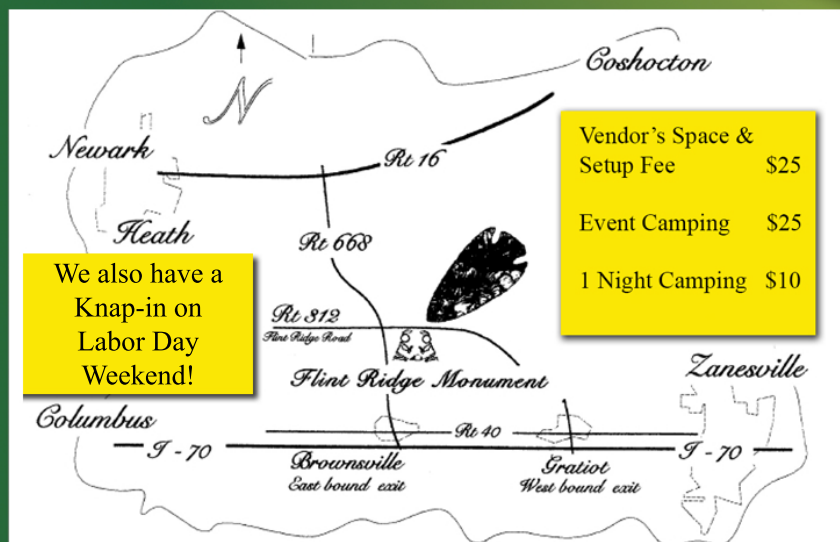 N
Coshocton
Newark
Rt 16
Heath
Rt 668
Vendor's Space &
Setup Fee $25
Event Camping $25
1 Night Camping $10
We also have a
Knap-in on
Labor Day
Weekend!
Rt 312
Flint Ridge Road
Flint Ridge Monument
Zanesville
Columbus
Rt 40
I - 70
I - 70
Brownsville
East bound exit
Gratiot
West bound exit